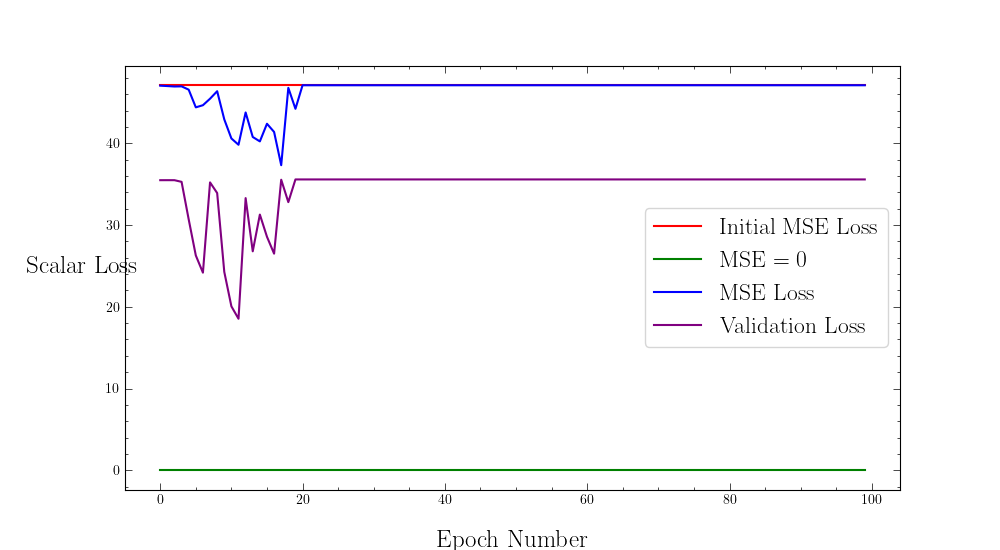 40
30
20
10
0
Scalar Loss
Initial MSE Loss
MSE = 0
MSE Loss
Validation Loss
0 20 40 60 80 100
Epoch Number